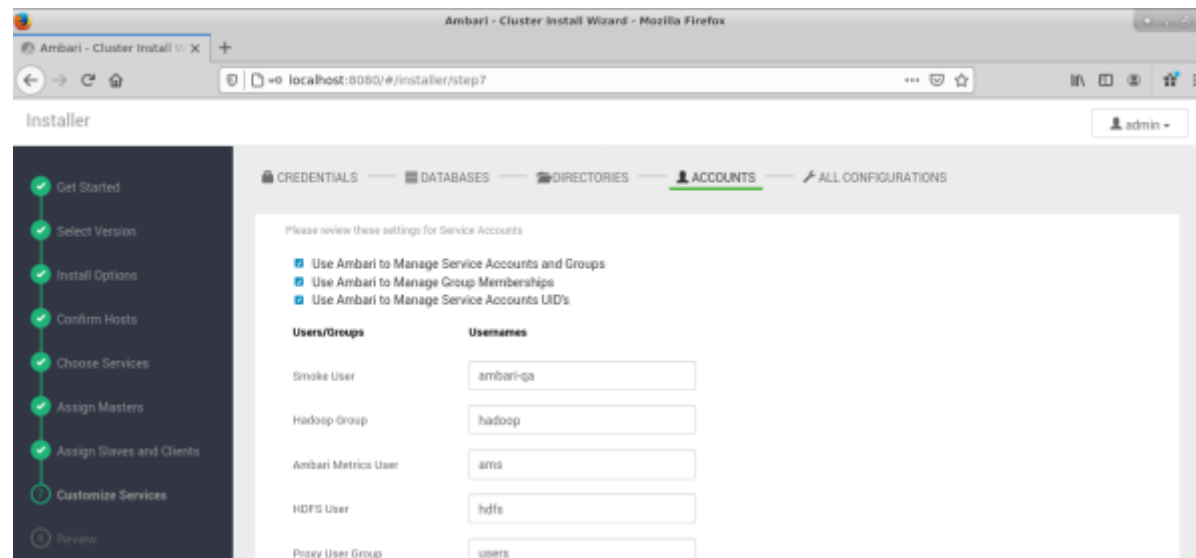 Ambari - Cluster Install Wizard - Mozilla Firefox
Ambari - Cluster Install
localhost:8080/#/installer/step7
Installer
admin
Get Started
Select Version
Install Options
Confirm Hosts
Choose Services
Assign Masters
Assign Slaves and Clients
7 Customize Services
8 Review
CREDENTIALS DATABASES DIRECTORIES ACCOUNTS ALL CONFIGURATIONS
Please review these settings for Service Accounts
Use Ambari to Manage Service Accounts and Groups
Use Ambari to Manage Group Memberships
Use Ambari to Manage Service Accounts UID's
Users/Groups Usernames
Smoke User ambari-qa
Hadoop Group hadoop
Ambari Metrics User ams
HDFS User hdfs
Proxy User Group users